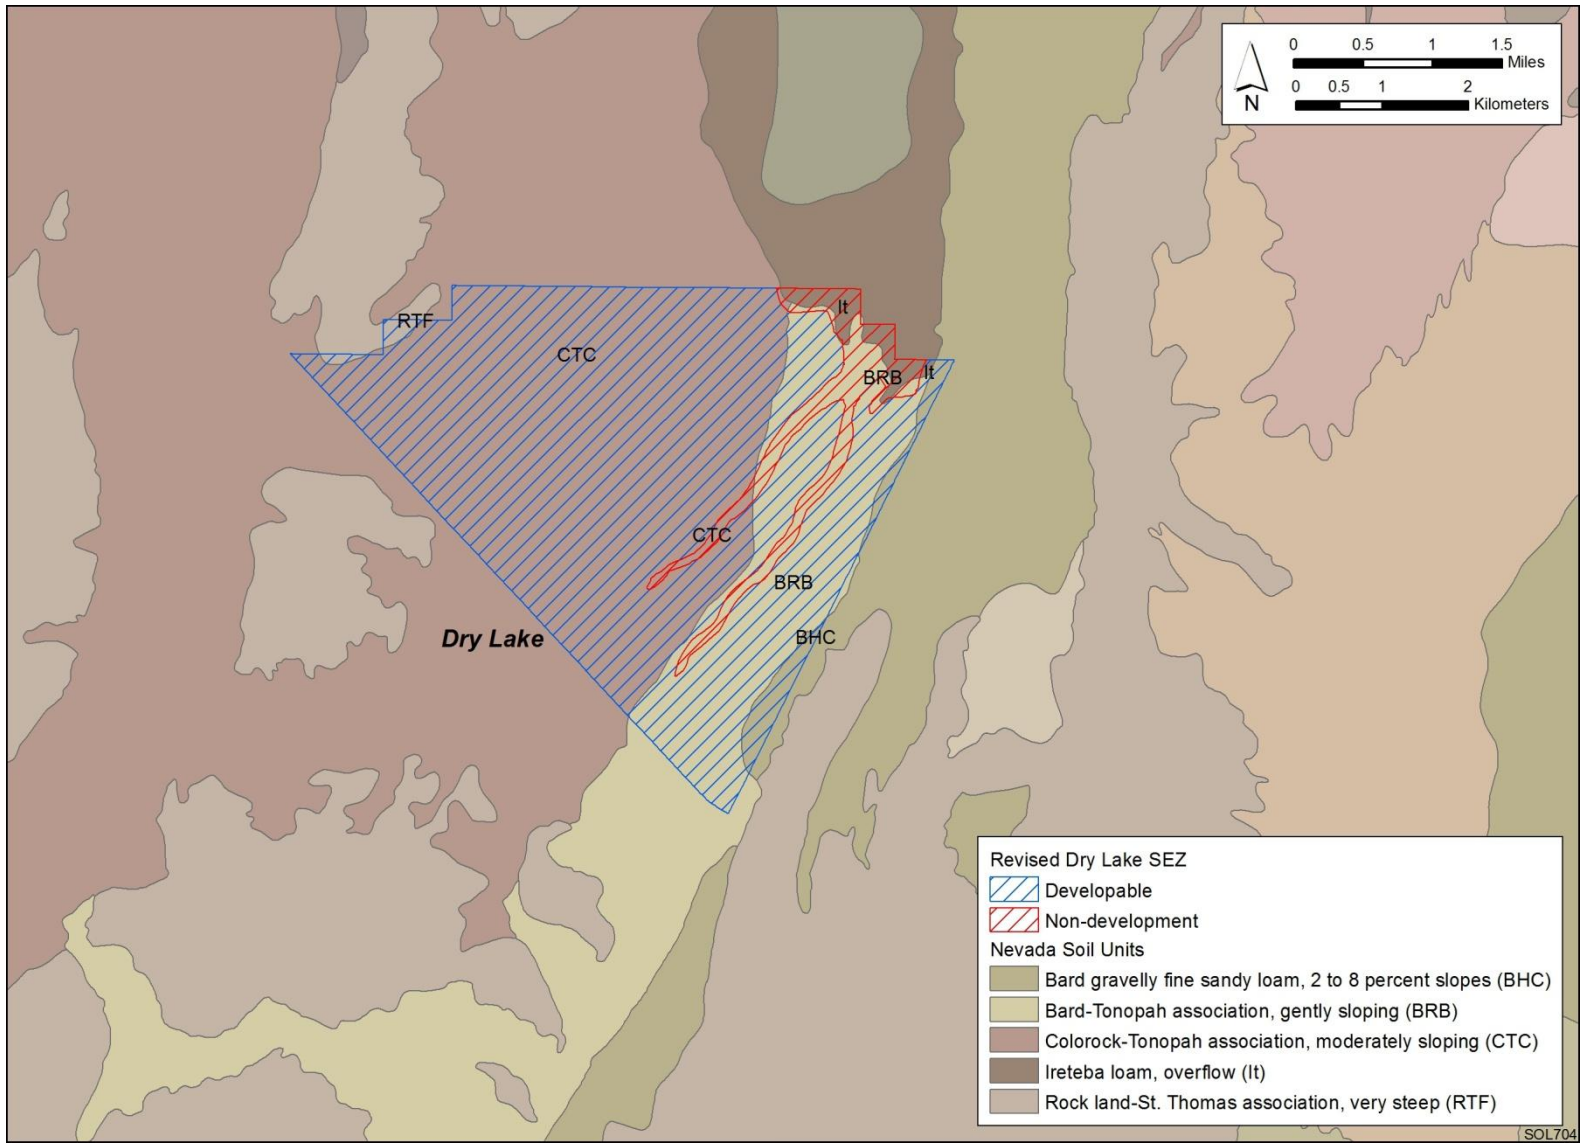 0 0.5 1 1.5
Miles
0 0.5 1 2
Kilometers
N
RTF
CTC
It
BRB
It
CTC
BRB
BHC
Dry Lake
Revised Dry Lake SEZ
Developable
Non-development
Nevada Soil Units
Bard gravelly fine sandy loam, 2 to 8 percent slopes (BHC)
Bard-Tonopah association, gently sloping (BRB)
Colorock-Tonopah association, moderately sloping (CTC)
Ireteba loam, overflow (It)
Rock land-St. Thomas association, very steep (RTF)
SOL704